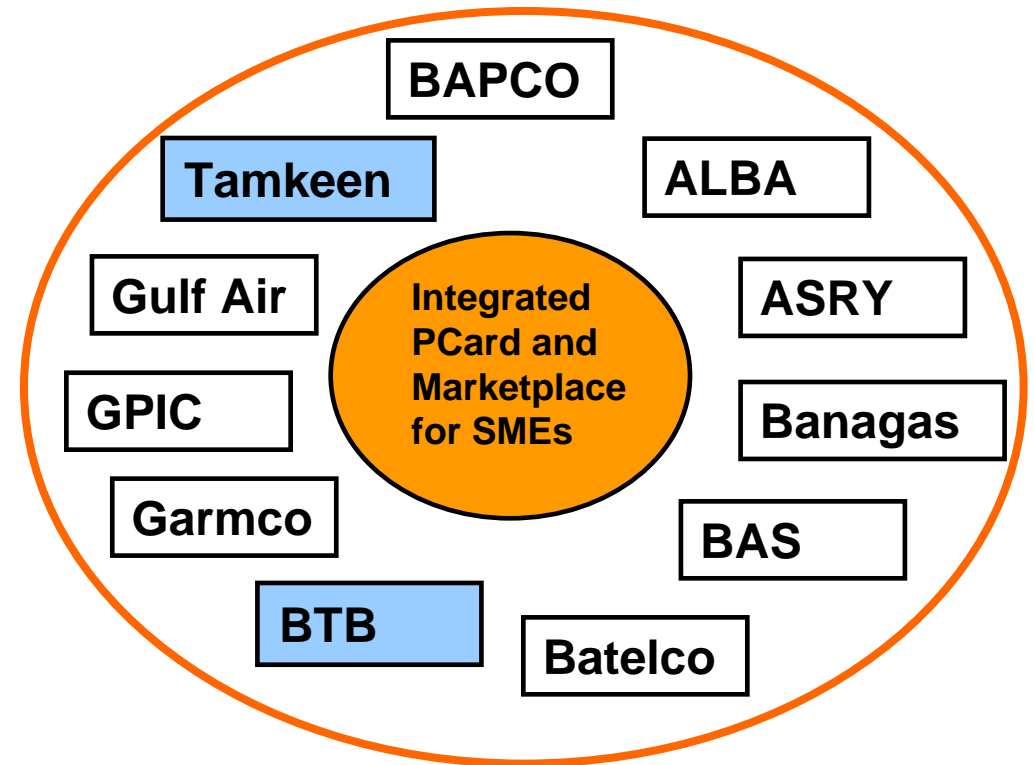 BAPCO
Tamkeen
ALBA
Gulf Air
Integrated
PCard and
Marketplace
for SMEs
ASRY
GPIC
Banagas
Garmco
BAS
BTB
Batelco